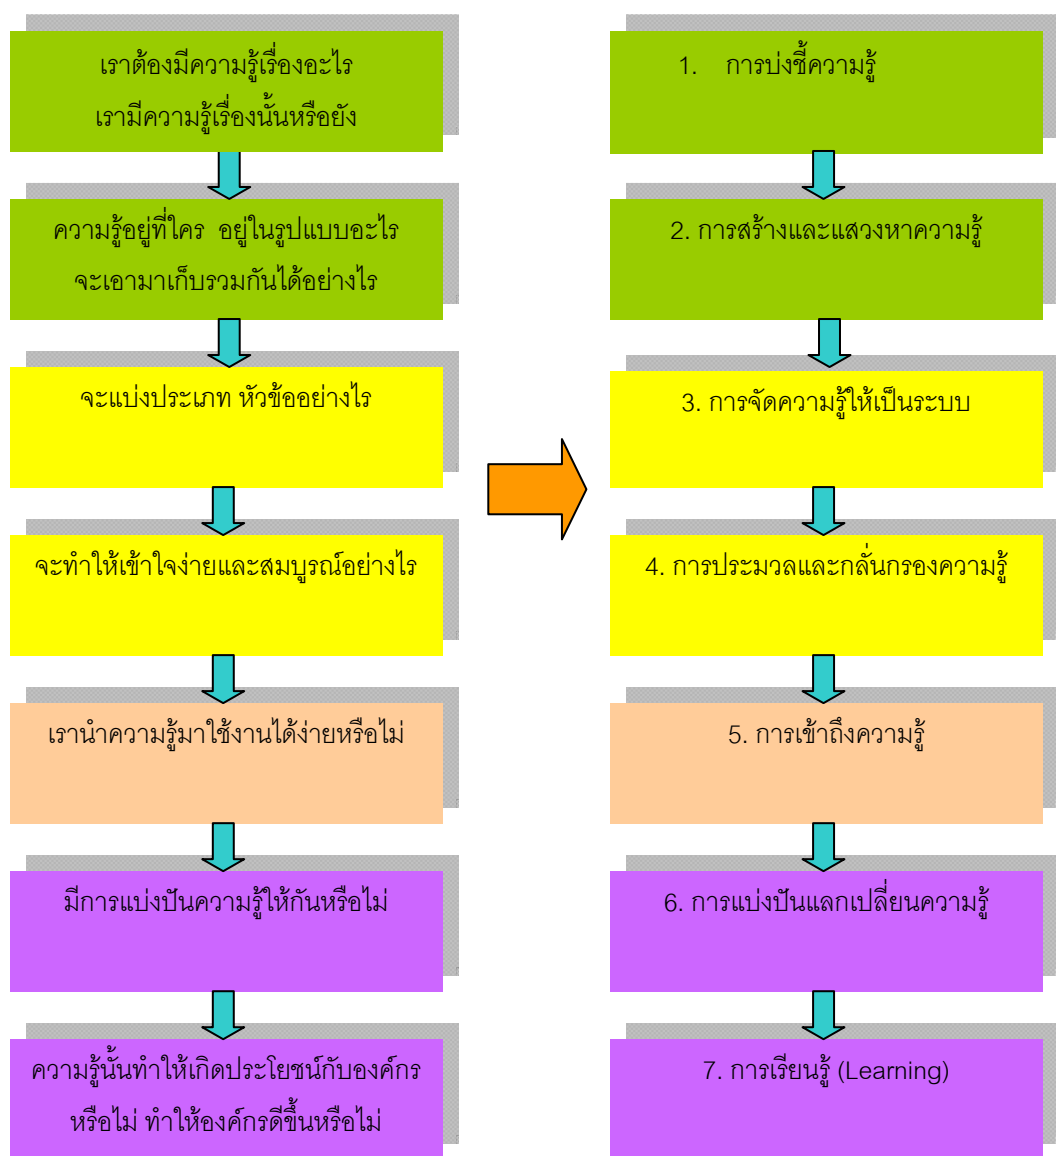 เราต้องมีความรู้เรื่องอะไร
เรามีความรู้เรื่องนั้นหรือยัง
ความรู้อยู่ที่ใคร อยู่ในรูปแบบอะไร
จะเอามาเก็บรวมกันได้อย่างไร
จะแบ่งประเภท หัวข้ออย่างไร
จะทำให้เข้าใจง่ายและสมบูรณ์อย่างไร
เรานำความรู้มาใช้งานได้ง่ายหรือไม่
มีการแบ่งปันความรู้ให้กันหรือไม่
ความรู้นั้นทำให้เกิดประโยชน์กับองค์กร
หรือไม่ ทำให้องค์กรดีขึ้นหรือไม่
1. การบ่งชี้ความรู้
2. การสร้างและแสวงหาความรู้
3. การจัดความรู้ให้เป็นระบบ
4. การประมวลและกลั่นกรองความรู้
5. การเข้าถึงความรู้
6. การแบ่งปันแลกเปลี่ยนความรู้
7. การเรียนรู้ (Learning)